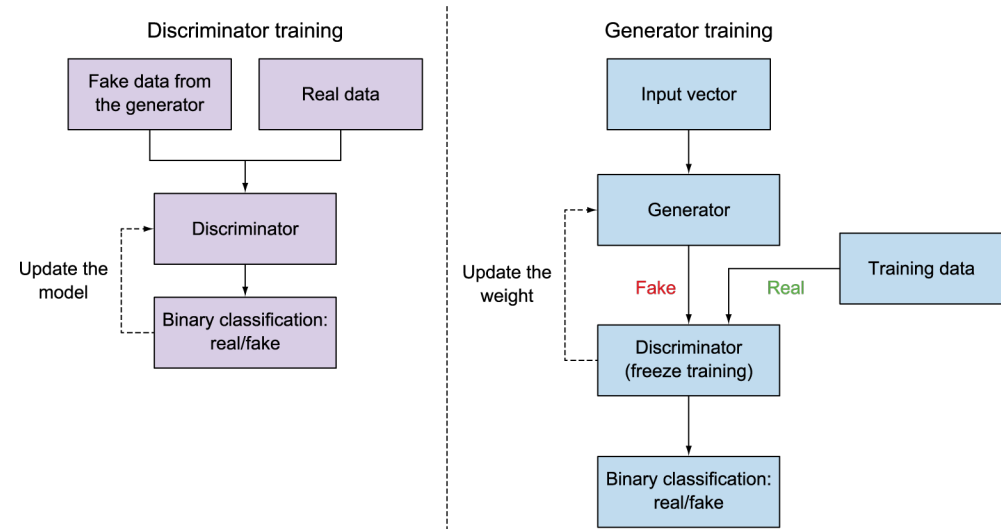 Discriminator training
Fake data from
the generator
Real data
Discriminator
Update the
model
Binary classification:
real/fake
Generator training
Input vector
Generator
Training data
Update the
weight
Fake
Real
Discriminator
(freeze training)
Binary classification:
real/fake